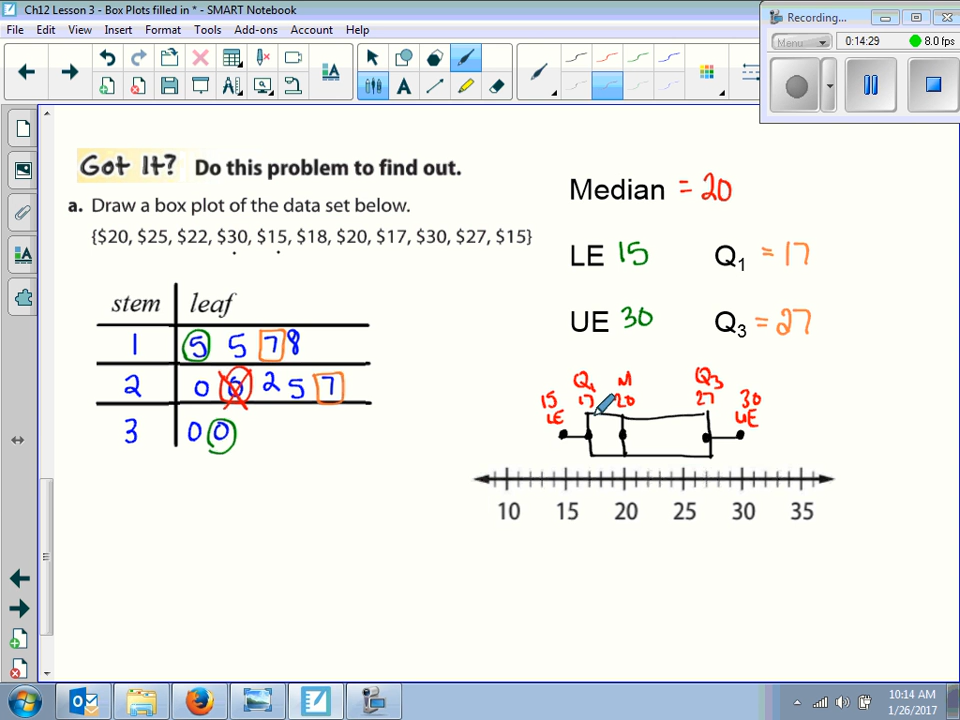 Ch12 Lesson 3 - Box Plots filled in * - SMART Notebook
File Edit View Insert Format Tools Add-ons Account Help
Recording...
Menu
0:14:29
8.0 fps
Got It? Do this problem to find out.
a. Draw a box plot of the data set below.
{$20, $25, $22, $30, $15, $18, $20, $17, $30, $27, $15}
Median = 20
LE 15 Q1 = 17
UE 30 Q3 = 27
stem leaf
1 5 5 7 8
2 0 0 2 5 7
3 0 0
Q1 M Q3
15 17 20 27 30
LE UE
10 15 20 25 30 35
10:14 AM
1/26/2017